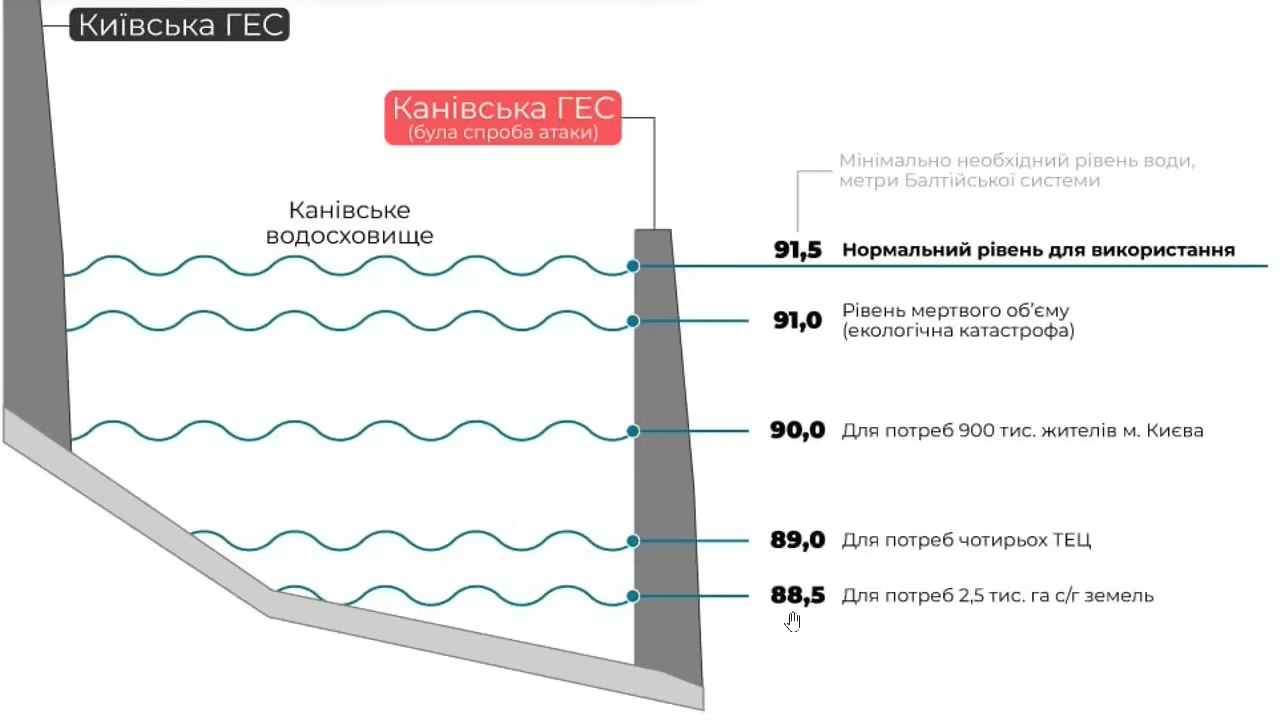 Київська ГЕС
Канівська ГЕС
(була спроба атаки)
Мінімально необхідний рівень води,
метри Балтійської системи
Канівське
водосховище
91,5 Нормальний рівень для використання
91,0 Рівень мертвого об’єму
(екологічна катастрофа)
90,0 Для потреб 900 тис. жителів м. Києва
89,0 Для потреб чотирьох ТЕЦ
88,5 Для потреб 2,5 тис. га с/г земель